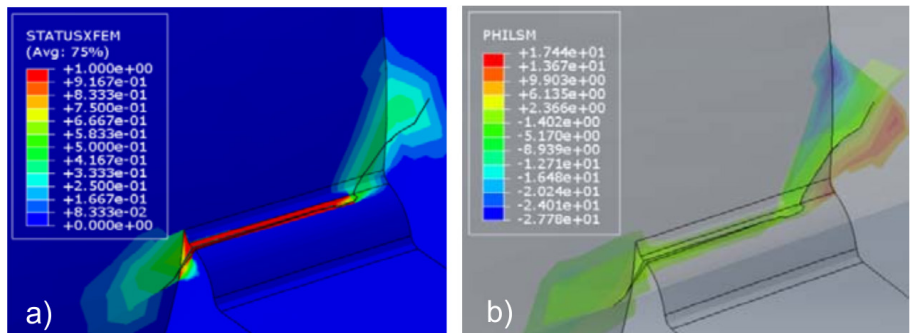 STATUSXFEM
(Avg: 75%)
+1.000e+00
+9.167e-01
+8.333e-01
+7.500e-01
+6.667e-01
+5.833e-01
+5.000e-01
+4.167e-01
+3.333e-01
+2.500e-01
+1.667e-01
+8.333e-02
+0.000e+00
a)
PHILSM
+1.744e+01
+1.367e+01
+9.903e+00
+6.135e+00
+2.366e+00
-1.402e+00
-5.170e+00
-8.939e+00
-1.271e+01
-1.648e+01
-2.024e+01
-2.401e+01
-2.778e+01
b)